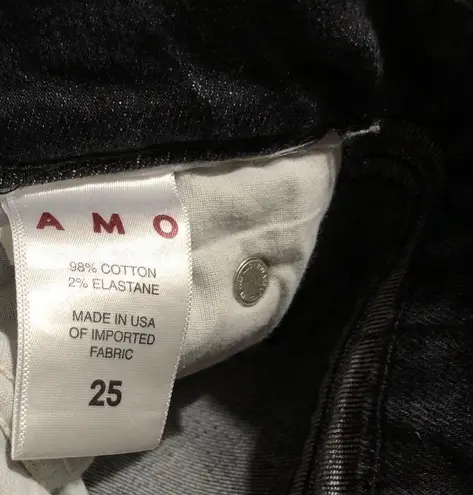 AMO
98% COTTON
2% ELASTANE
MADE IN USA
OF IMPORTED
FABRIC
25